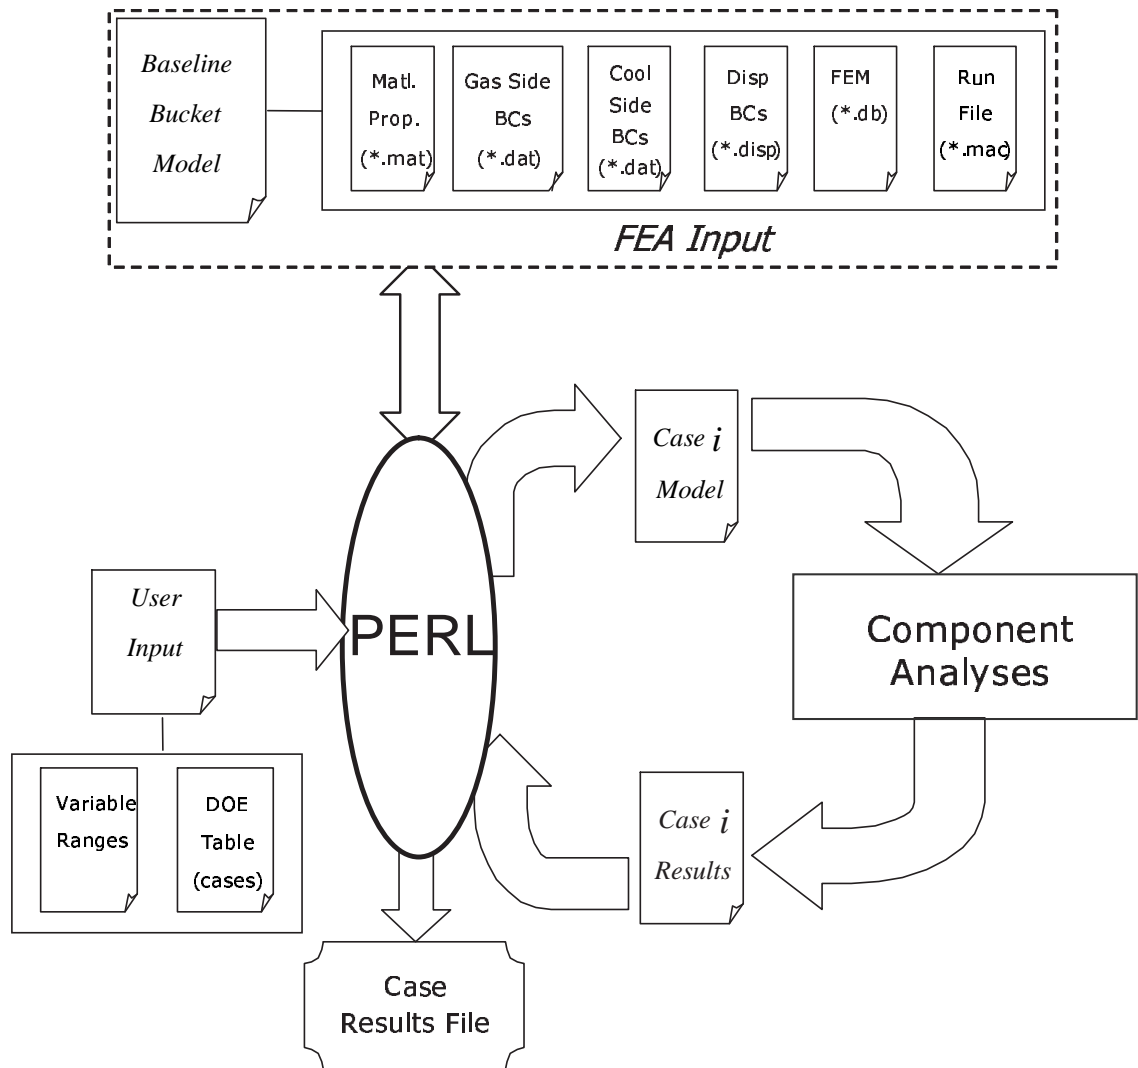 Baseline
Bucket
Model
Matl.
Prop.
(*.mat)
Gas Side
BCs
(*.dat)
Cool
Side
BCs
(*.dat)
Disp
BCs
(*.disp)
FEM
(*.db)
Run
File
(*.mac)
FEA Input
Case i
Model
User
Input
PERL
Component
Analyses
Variable
Ranges
DOE
Table
(cases)
Case i
Results
Case
Results File